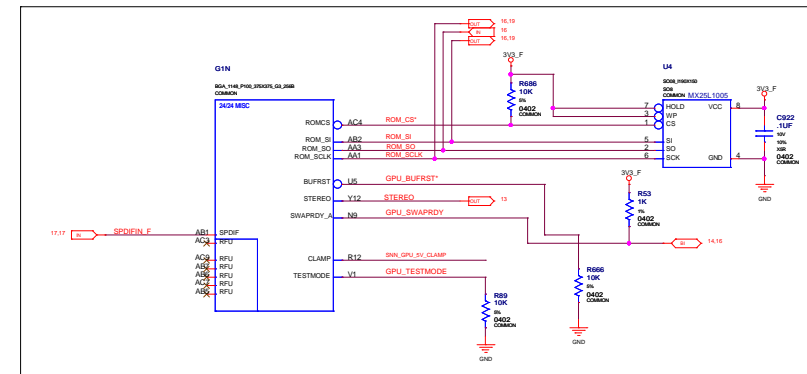 OUT 16,19
IN 16
OUT 16,19
G1N
BGA_1148_P100_375X375_G3_256B
COMMON
24/24 MISC
3V3_F
R686
10K
5%
0402
COMMON
U4
SO8
COMMON MX25L1005
3V3_F
ROMCS AC4 ROM_CS*
ROM_SI AB2 ROM_SI
ROM_SO AA3 ROM_SO
ROM_SCLK AA1 ROM_SCLK
7 HOLD VCC 8
3 WP
1 CS
5 SI
2 SO
6 SCK GND 4
C922
.1UF
10V
10%
0402
COMMON
GND
BUFRST U5 GPU_BUFRST*
STEREO Y12 STEREO OUT 13
SWAPRDY_A N9 GPU_SWAPRDY
3V3_F
R53
1K
1%
0402
COMMON
BI 14,16
17,17 IN SPDIFIN_F AB1 SPDIF
RFU
RFU
RFU
RFU
RFU
RFU
CLAMP R12 SNN_GPU_5V_CLAMP
TESTMODE V1 GPU_TESTMODE
R666
10K
5%
0402
COMMON
GND
R89
10K
5%
0402
COMMON
GND